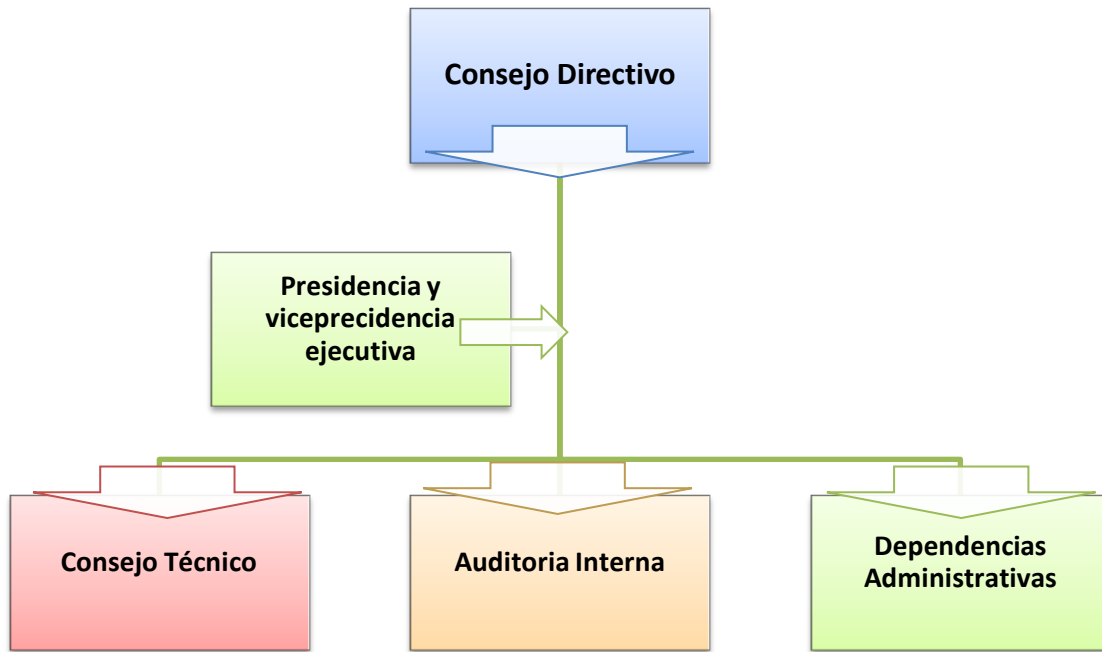 Consejo Directivo
Presidencia y
viceprecidencia
ejecutiva
Consejo Técnico
Auditoria Interna
Dependencias
Administrativas